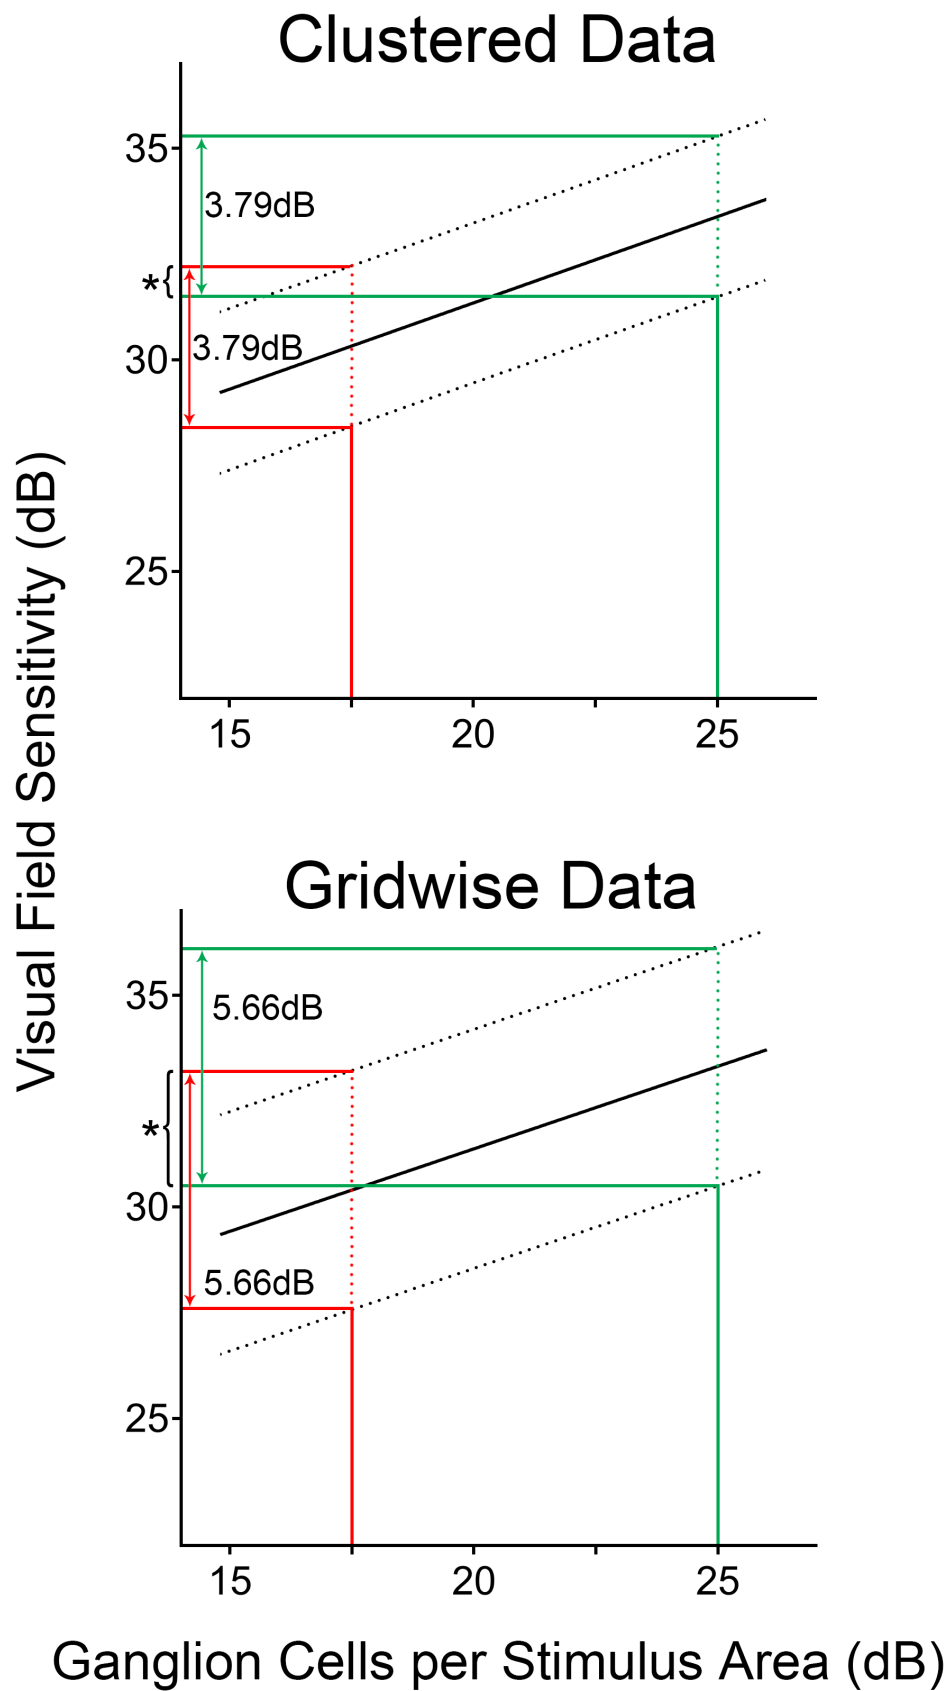 Clustered Data
35
3.79dB
*{
30
3.79dB
25
15 20 25
Visual Field Sensitivity (dB)
Gridwise Data
35
5.66dB
*
30
5.66dB
25
15 20 25
Ganglion Cells per Stimulus Area (dB)